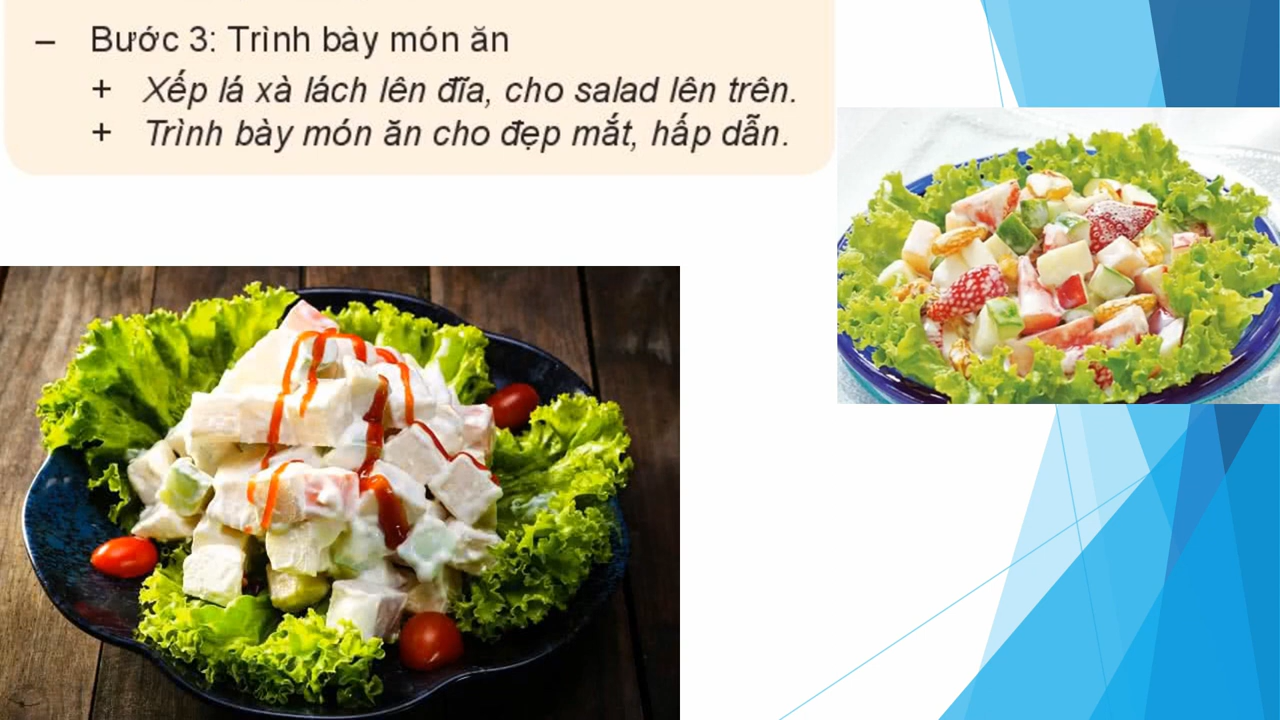 – Bước 3: Trình bày món ăn
+ Xếp lá xà lách lên đĩa, cho salad lên trên.
+ Trình bày món ăn cho đẹp mắt, hấp dẫn.